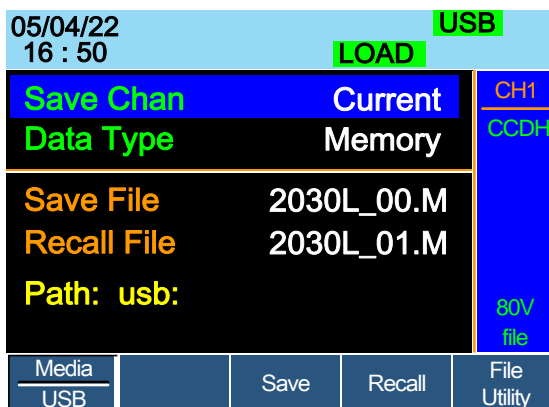 05/04/22 USB
16 : 50 LOAD
Save Chan Current
Data Type Memory
Save File 2030L_00.M
Recall File 2030L_01.M
Path: usb:
CH1
CCDH
80V
file
Media
USB
Save
Recall
File
Utility